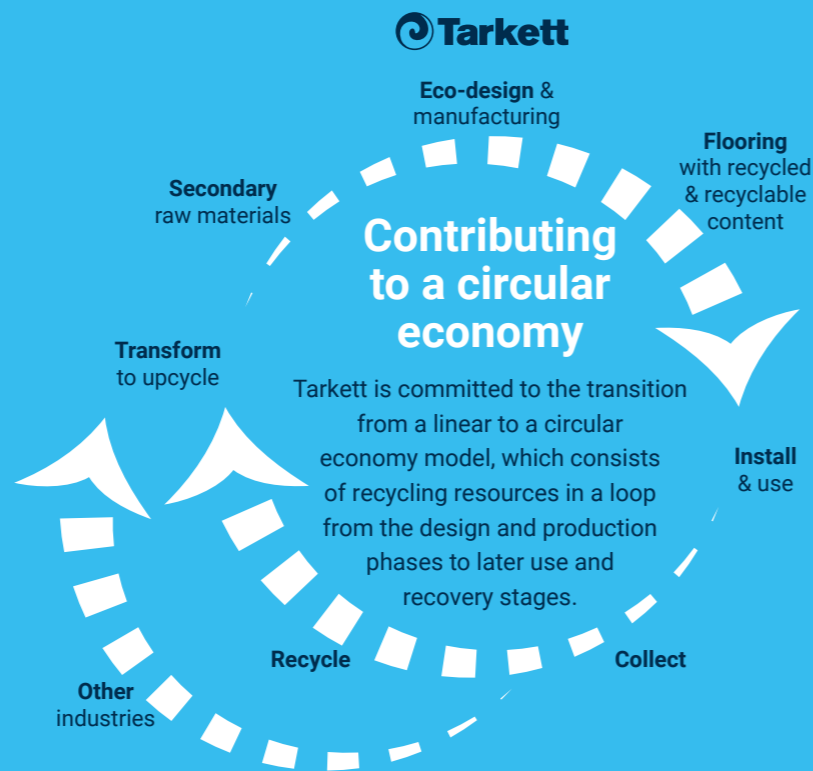 Tarkett
Eco-design &
manufacturing
Flooring
with recycled
& recyclable
content
Secondary
raw materials
Contributing
to a circular
economy
Transform
to upcycle
Tarkett is committed to the transition
from a linear to a circular
economy model, which consists
of recycling resources in a loop
from the design and production
phases to later use and
recovery stages.
Install
& use
Recycle
Collect
Other
industries